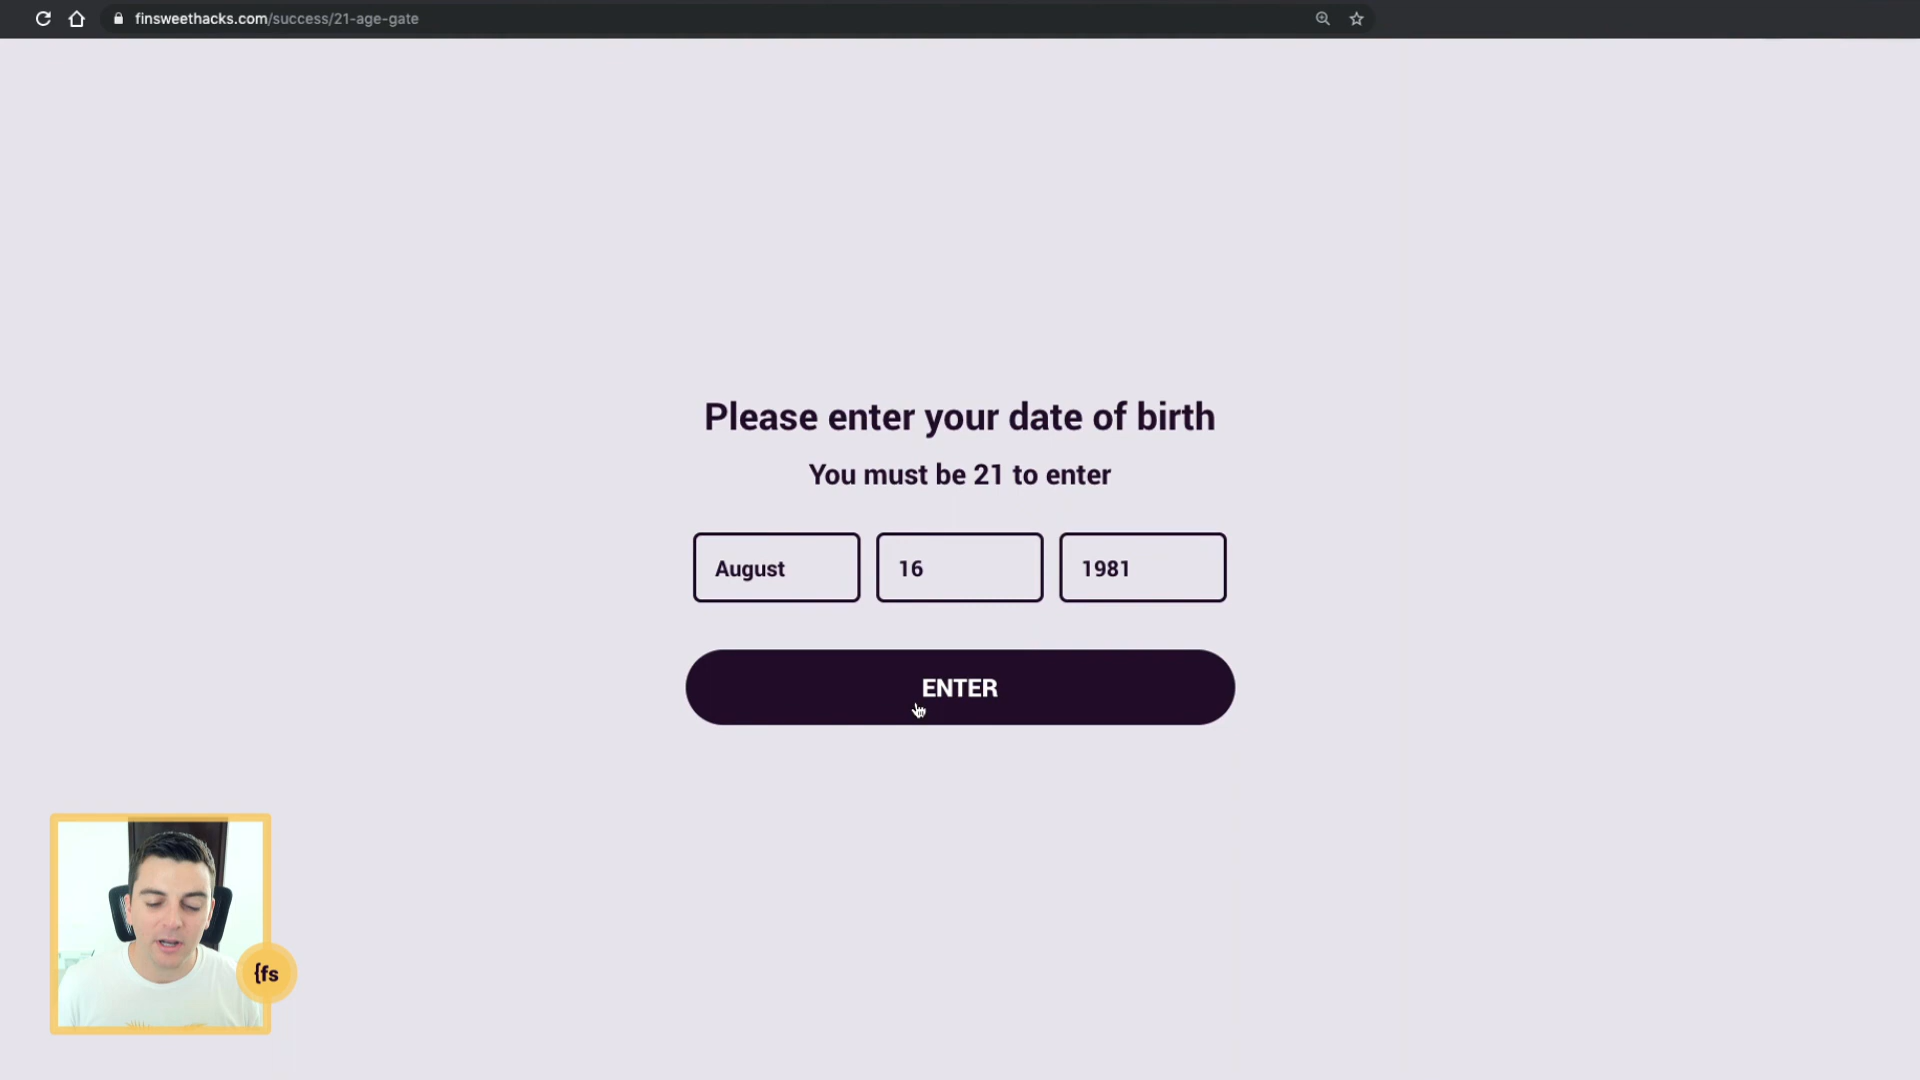 finsweethacks.com/success/21-age-gate
Please enter your date of birth
You must be 21 to enter
August 16 1981
ENTER
{fs